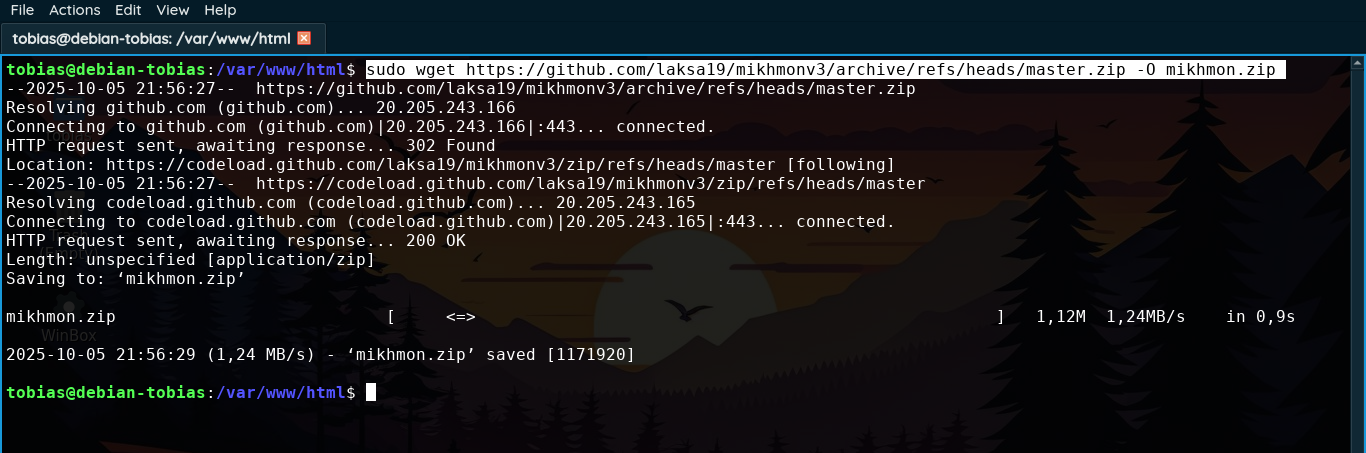 File Actions Edit View Help
tobias@debian-tobias: /var/www/html
tobias@debian-tobias:/var/www/html$ sudo wget https://github.com/laksa19/mikhmonv3/archive/refs/heads/master.zip -O mikhmon.zip
--2025-10-05 21:56:27--  https://github.com/laksa19/mikhmonv3/archive/refs/heads/master.zip
Resolving github.com (github.com)... 20.205.243.166
Connecting to github.com (github.com)|20.205.243.166|:443... connected.
HTTP request sent, awaiting response... 302 Found
Location: https://codeload.github.com/laksa19/mikhmonv3/zip/refs/heads/master [following]
--2025-10-05 21:56:27--  https://codeload.github.com/laksa19/mikhmonv3/zip/refs/heads/master
Resolving codeload.github.com (codeload.github.com)... 20.205.243.165
Connecting to codeload.github.com (codeload.github.com)|20.205.243.165|:443... connected.
HTTP request sent, awaiting response... 200 OK
Length: unspecified [application/zip]
Saving to: ‘mikhmon.zip’
mikhmon.zip [ <=> ] 1,12M 1,24MB/s in 0,9s
WinBox
2025-10-05 21:56:29 (1,24 MB/s) - ‘mikhmon.zip’ saved [1171920]
tobias@debian-tobias:/var/www/html$